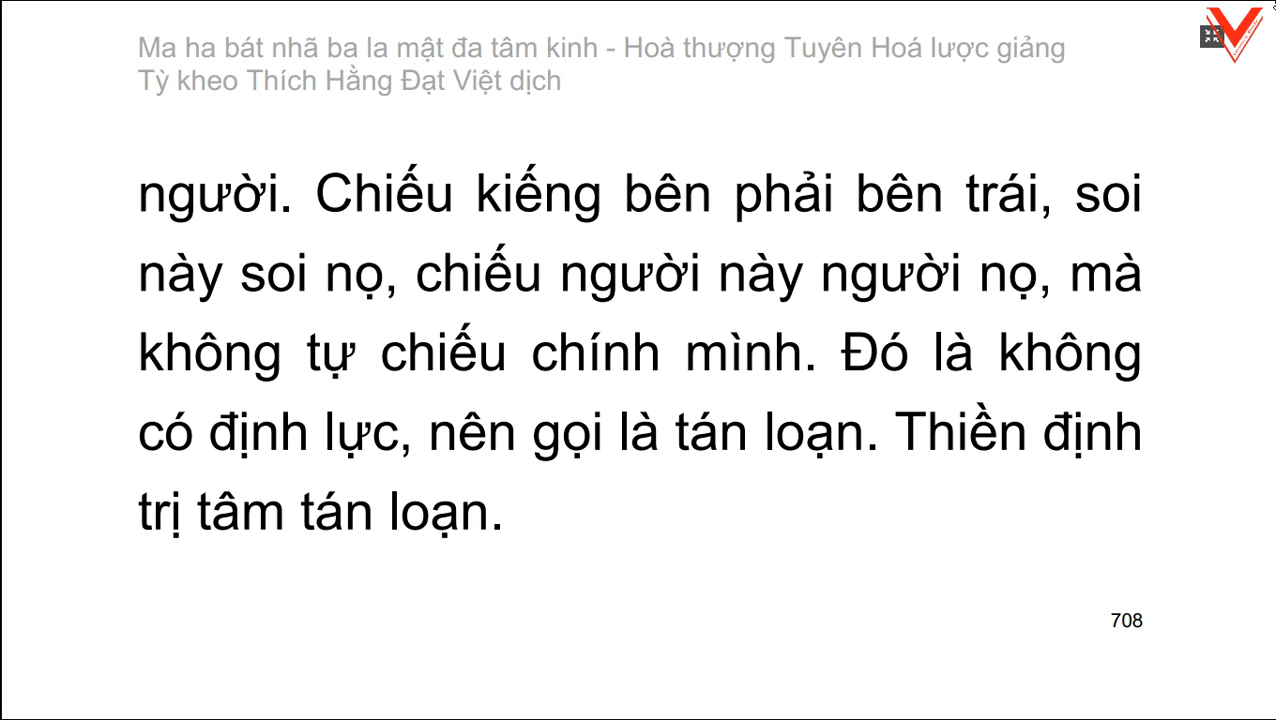 Ma ha bát nhã ba la mật đa tâm kinh - Hoà thượng Tuyên Hoá lược giảng
Tỳ kheo Thích Hằng Đạt Việt dịch
người. Chiếu kiếng bên phải bên trái, soi
này soi nọ, chiếu người này người nọ, mà
không tự chiếu chính mình. Đó là không
có định lực, nên gọi là tán loạn. Thiền định
trị tâm tán loạn.
708